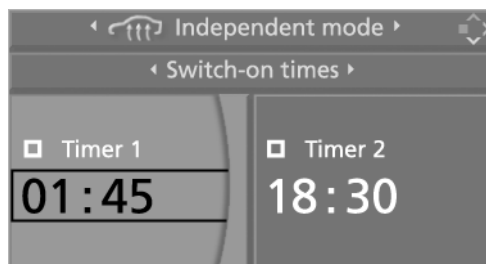 Independent mode
Switch-on times
Timer 1
Timer 2
01:45
18:30